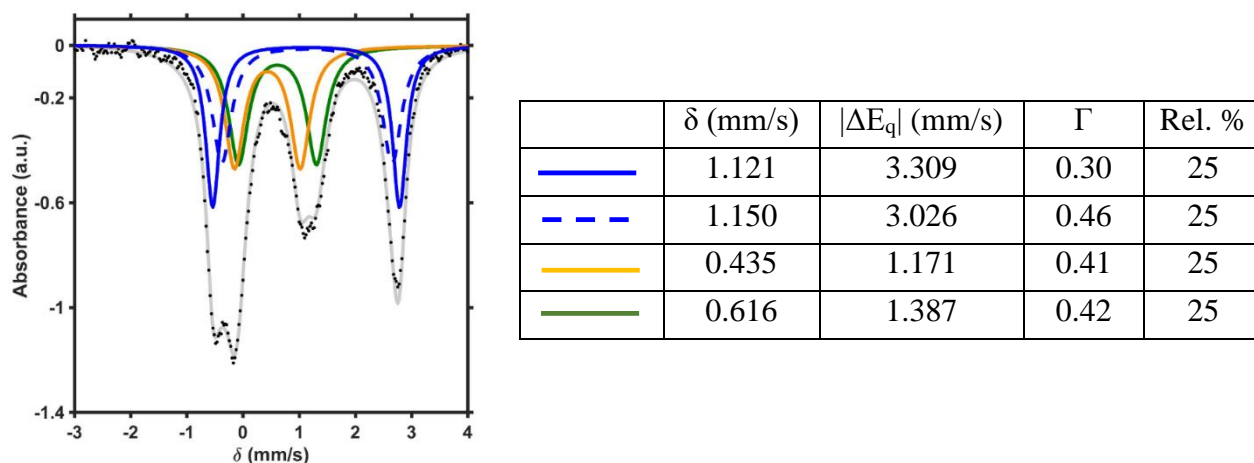 0
-0.2
-0.6
-1
-1.4
Absorbance (a.u.)
-3 -2 -1 0 1 2 3 4
δ (mm/s)
δ (mm/s) |ΔEq| (mm/s) Γ Rel. %
1.121 3.309 0.30 25
1.150 3.026 0.46 25
0.435 1.171 0.41 25
0.616 1.387 0.42 25